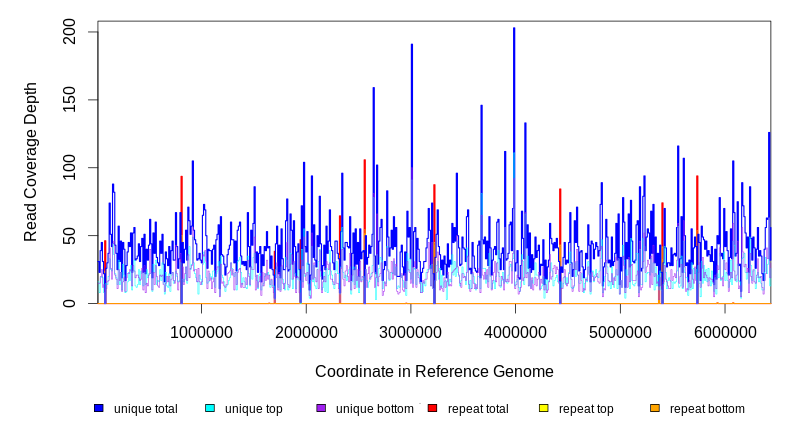 200
150
100
50
0
Read Coverage Depth
1000000 2000000 3000000 4000000 5000000 6000000
Coordinate in Reference Genome
unique total unique top unique bottom repeat total repeat top repeat bottom